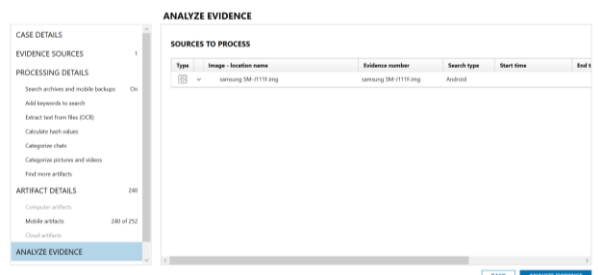 ANALYZE EVIDENCE
CASE DETAILS
EVIDENCE SOURCES 1
PROCESSING DETAILS
Search archives and mobile backups On
Add keywords to search
Extract text from files (OCR)
Calculate hash values
Categorize chats
Categorize pictures and videos
Find more artifacts
ARTIFACT DETAILS 240
Computer artifacts
Mobile artifacts 240 of 252
Cloud artifacts
ANALYZE EVIDENCE
SOURCES TO PROCESS
Type Image - location name Evidence number Search type Start time End t
samsung SM-J111F.img samsung SM-J111F.img Android